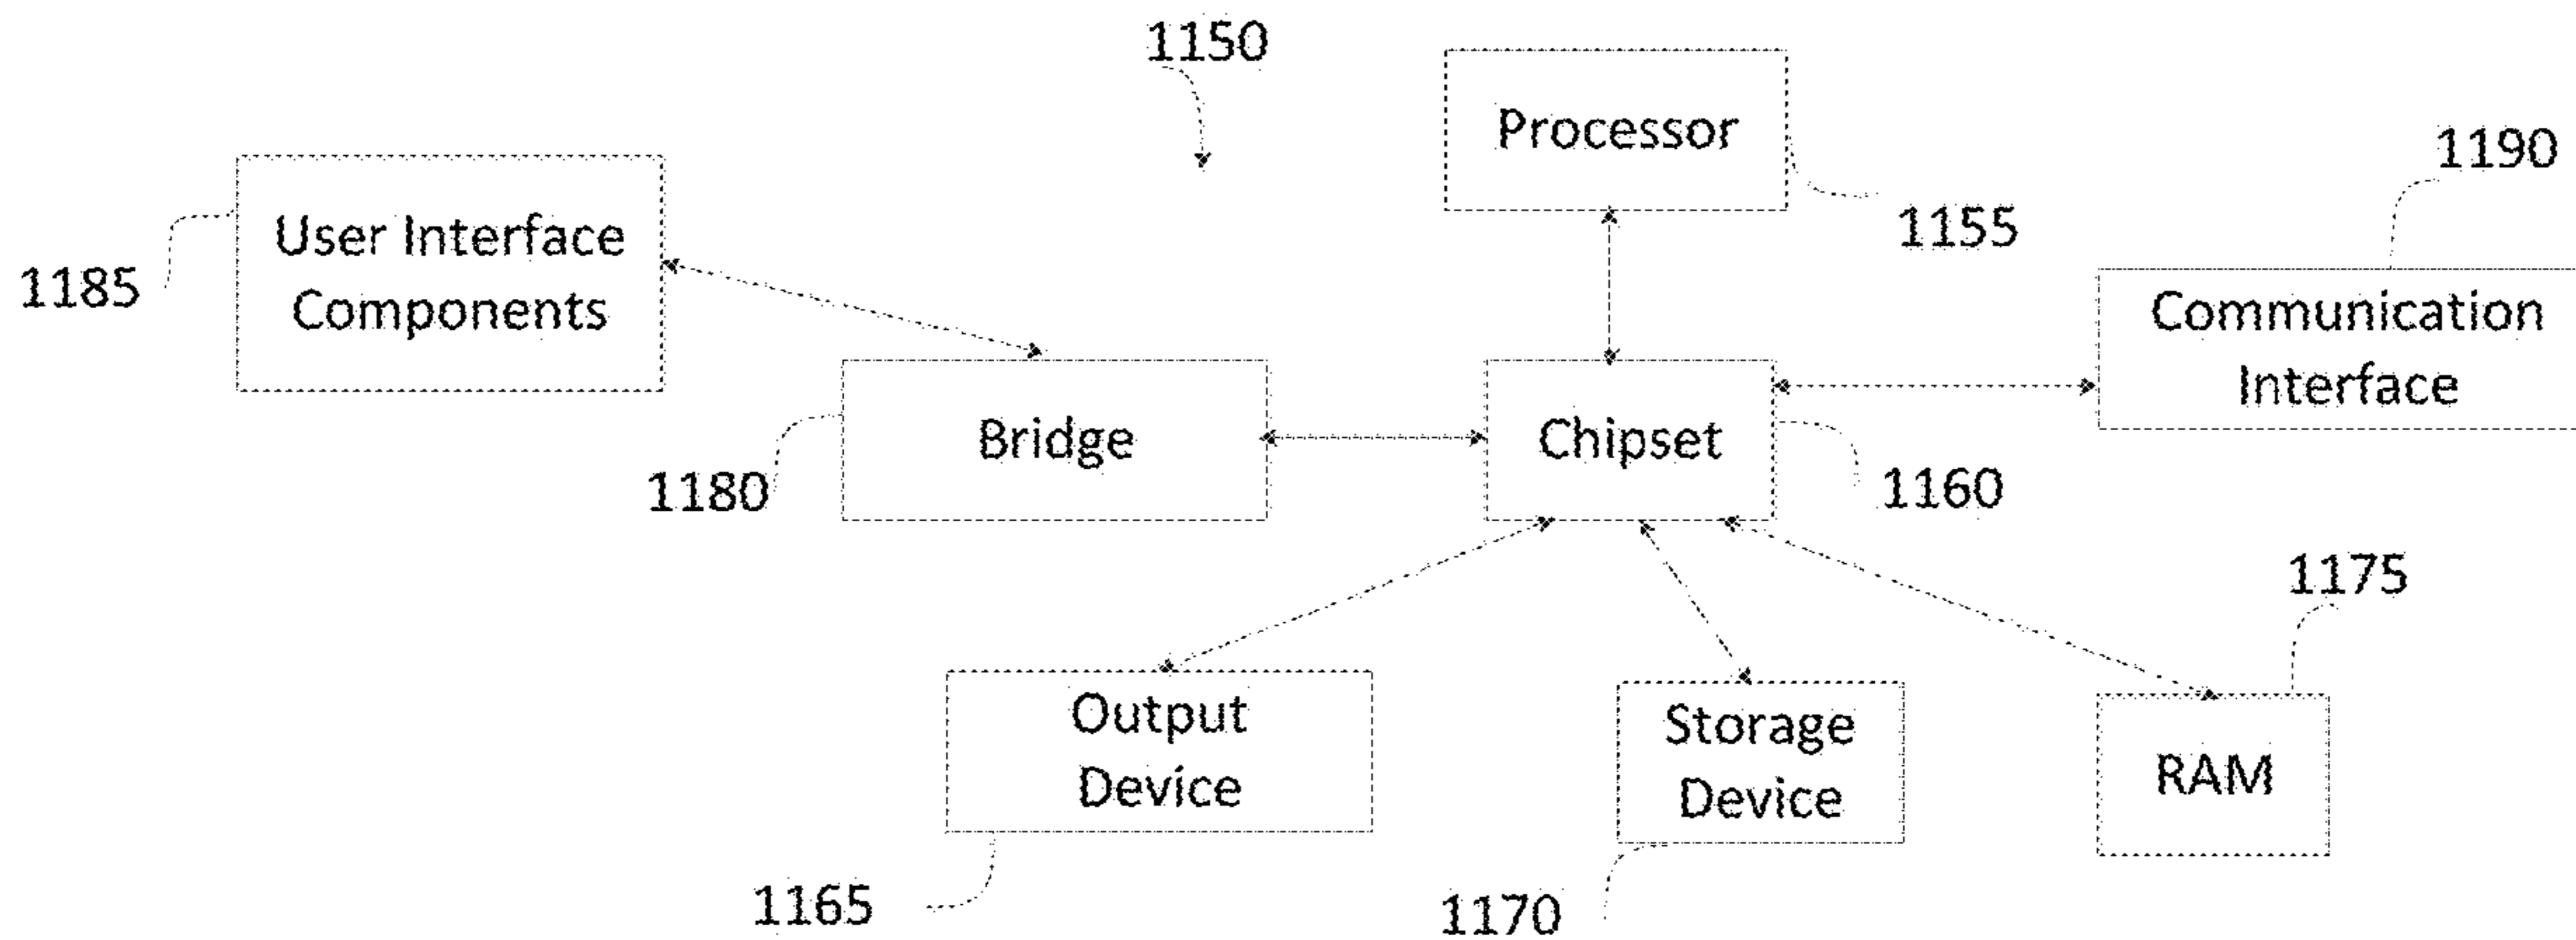 1150
Processor
1190
User Interface
Components
1155
1185
Communication
Interface
Bridge
Chipset
1180
1160
1175
Output
Device
Storage
Device
RAM
1165
1170